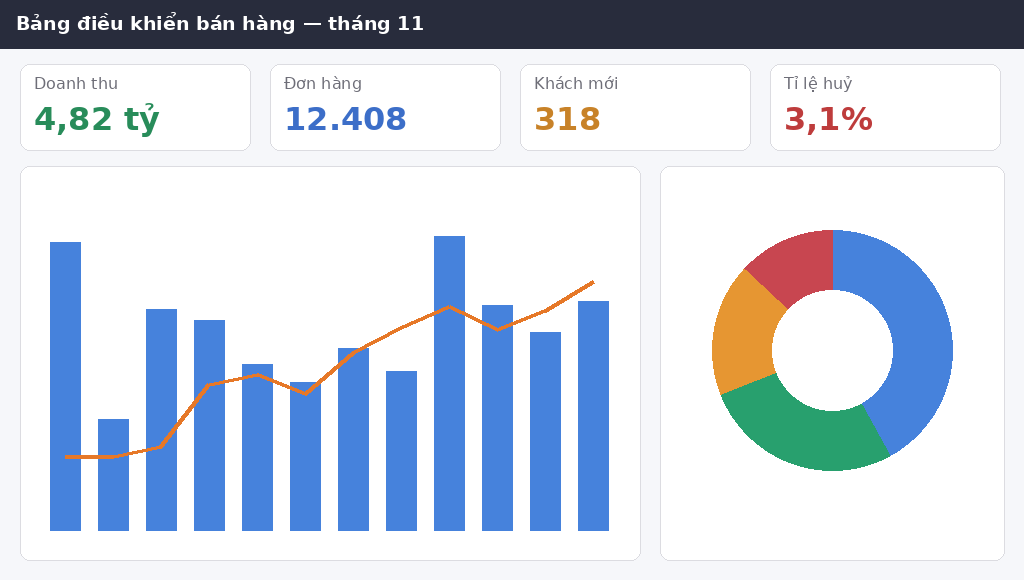 Bảng điều khiển bán hàng — tháng 11
Doanh thu
4,82 tỷ
Đơn hàng
12.408
Khách mới
318
Tỉ lệ huỷ
3,1%